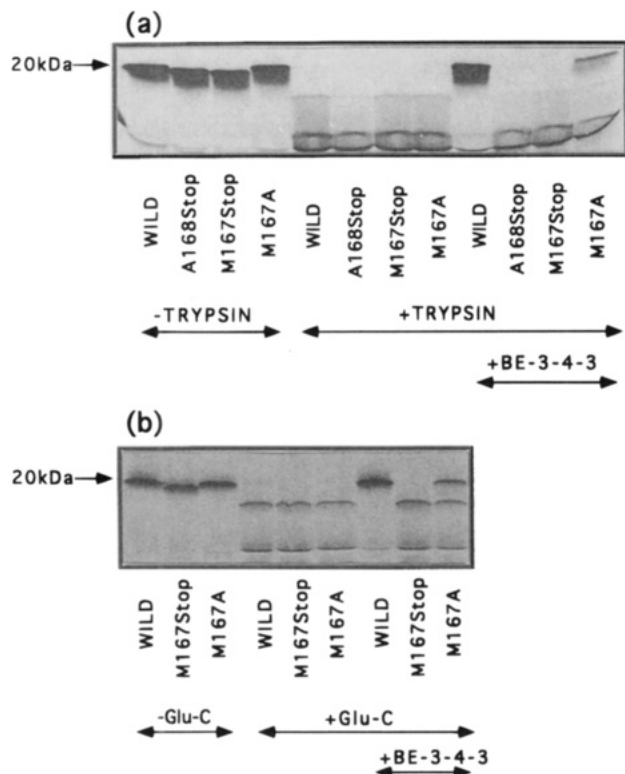 (a)
20kDa
WILD
A168Stop
M167Stop
M167A
WILD
A168Stop
M167Stop
M167A
WILD
A168Stop
M167Stop
M167A
-TRYPSIN
+TRYPSIN
+BE-3-4-3
(b)
20kDa
WILD
M167Stop
M167A
WILD
M167Stop
M167A
WILD
M167Stop
M167A
-Glu-C
+Glu-C
+BE-3-4-3